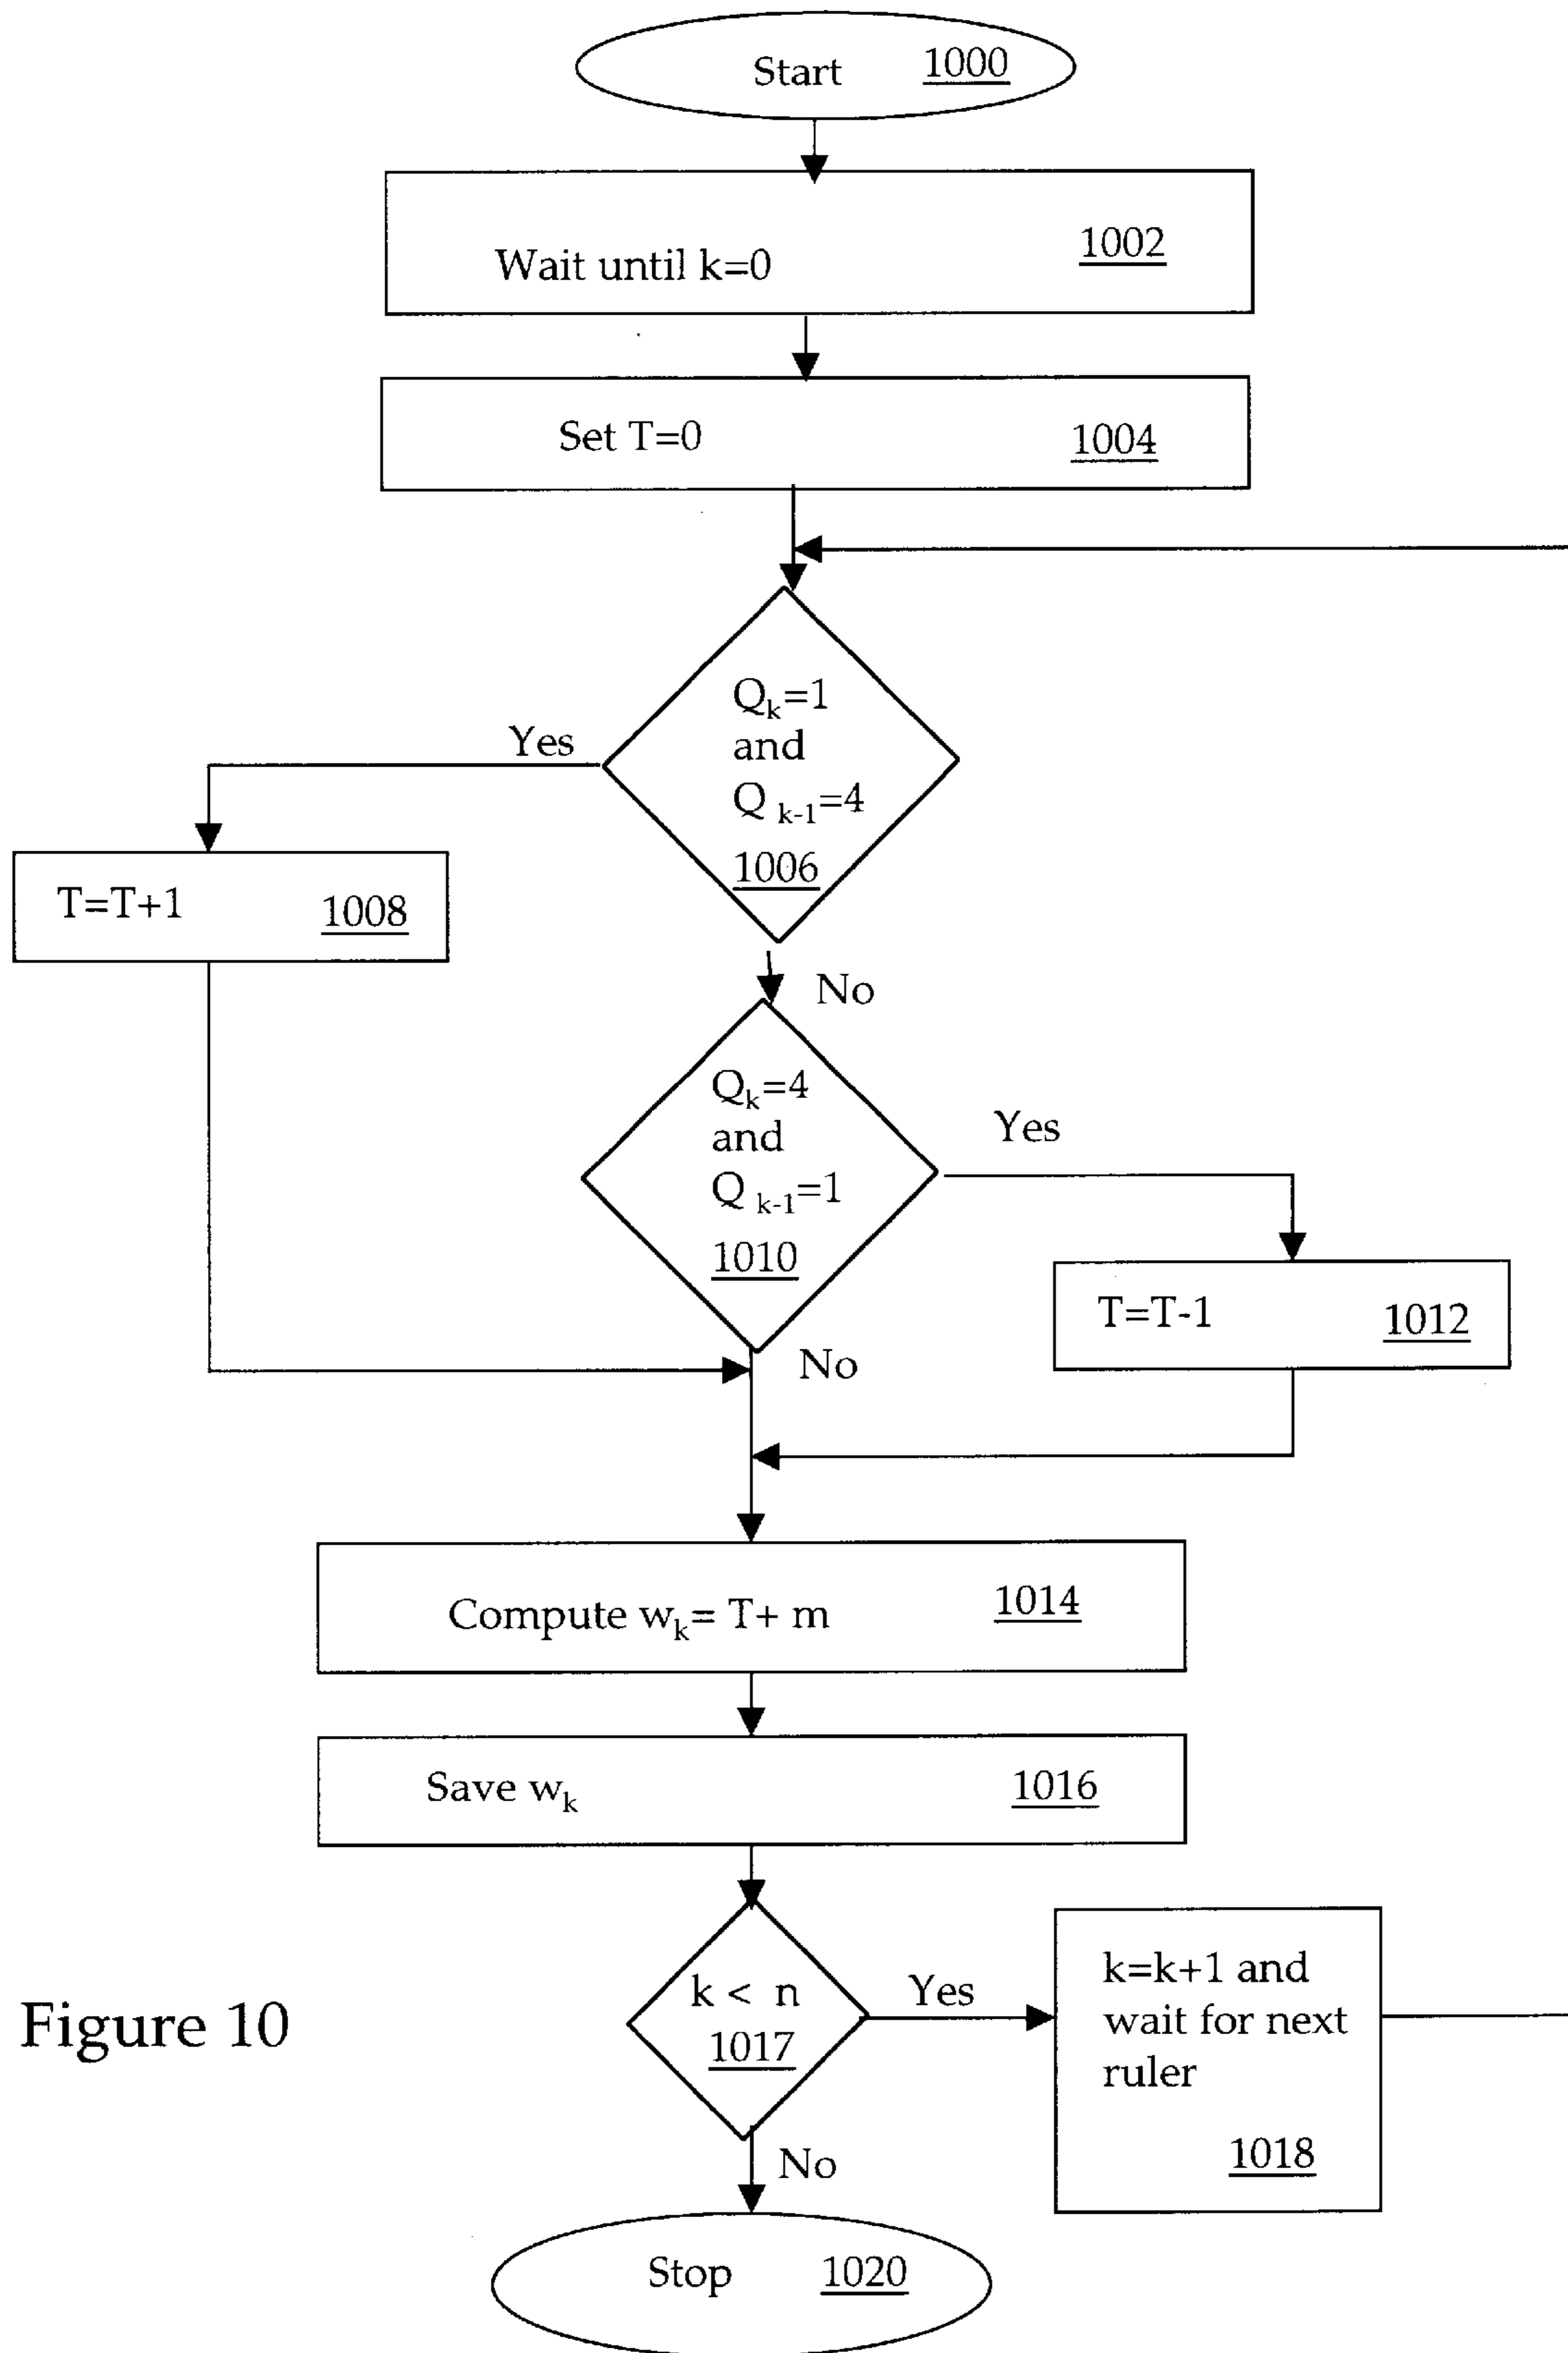 Start 1000
Wait until k=0 1002
Set T=0 1004
Qk=1
and
Q k-1=4
1006
Yes
T=T+1 1008
No
Qk=4
and
Q k-1=1
1010
Yes
T=T-1 1012
No
Compute wk= T+ m 1014
Save wk 1016
k < n
1017
Yes
k=k+1 and
wait for next
ruler
1018
Figure 10
No
Stop 1020